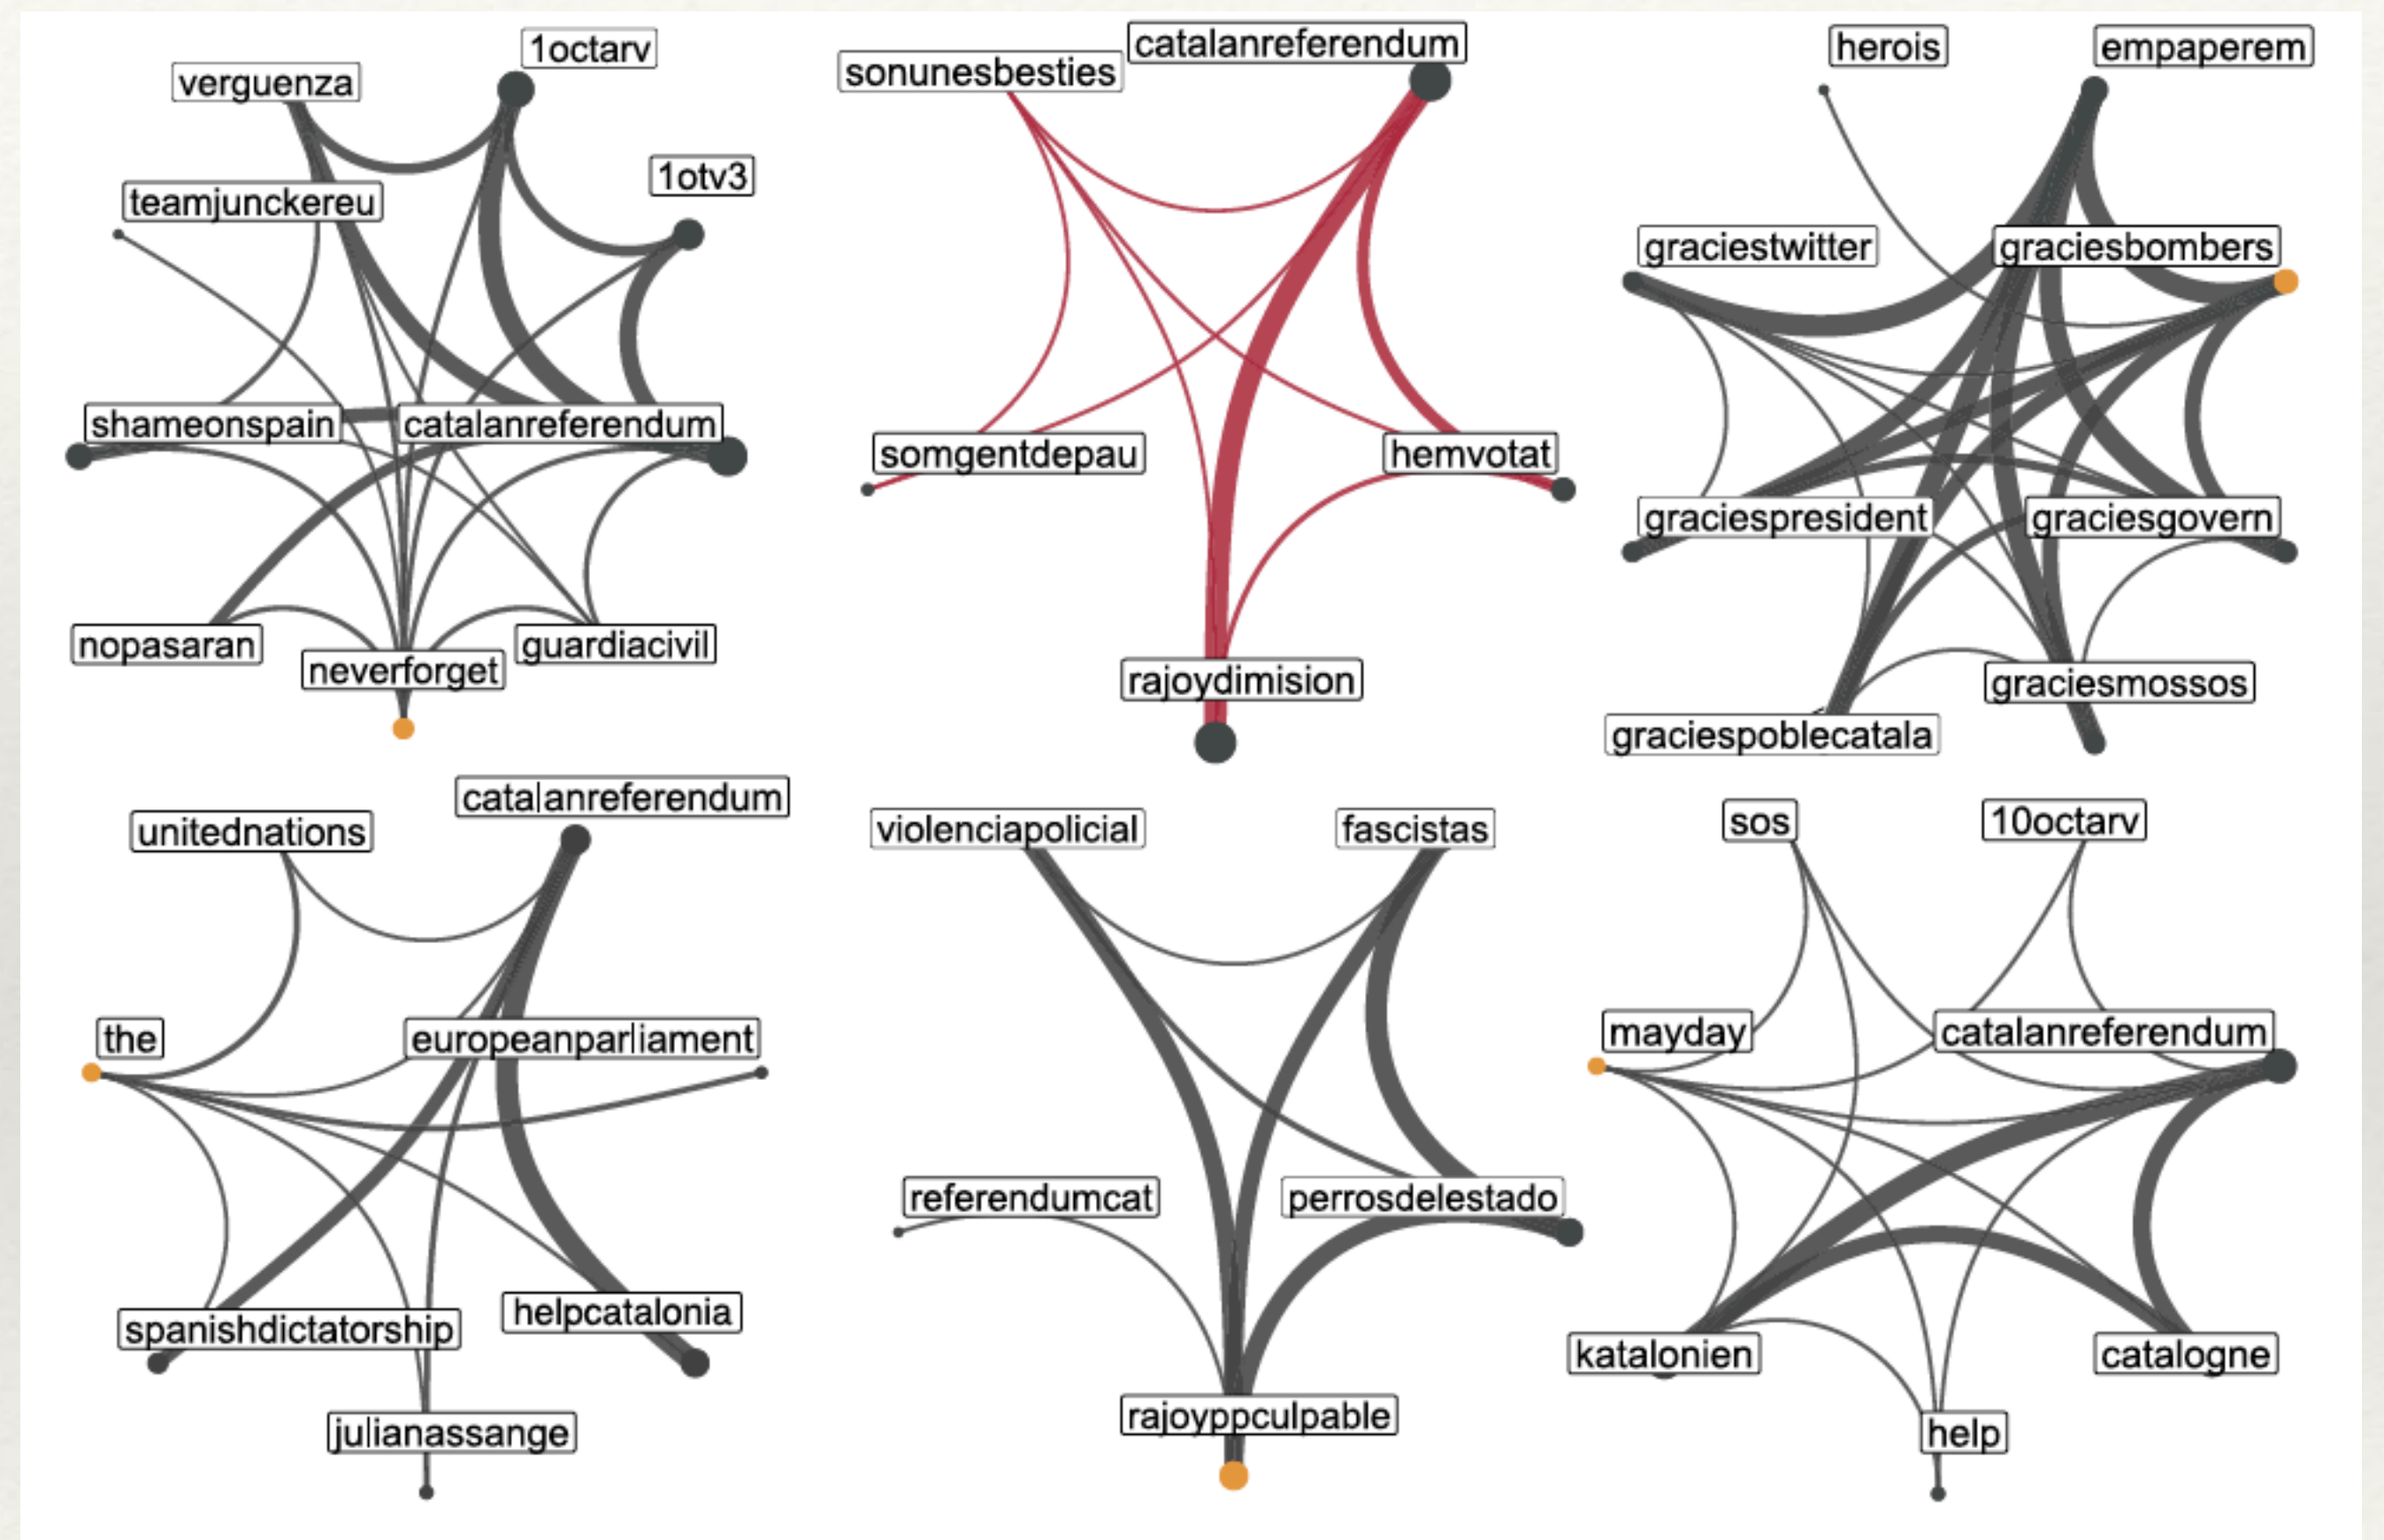 verguenza
1octarv
1otv3
teamjunckereu
shameonspain
catalanreferendum
nopasaran
neverforget
guardiacivil
sonunesbesties
catalanreferendum
somgentdepau
hemvotat
rajoydimision
herois
empaperem
graciestwitter
graciesbombers
graciespresident
graciesgovern
graciesmossos
graciespoblecatala
unitednations
catalanreferendum
the
europeanparliament
spanishdictatorship
helpcatalonia
julianassange
violenciapolicial
fascistas
referendumcat
perrosdelestado
rajoyppculpable
sos
10octarv
mayday
catalanreferendum
katalonien
catalogne
help